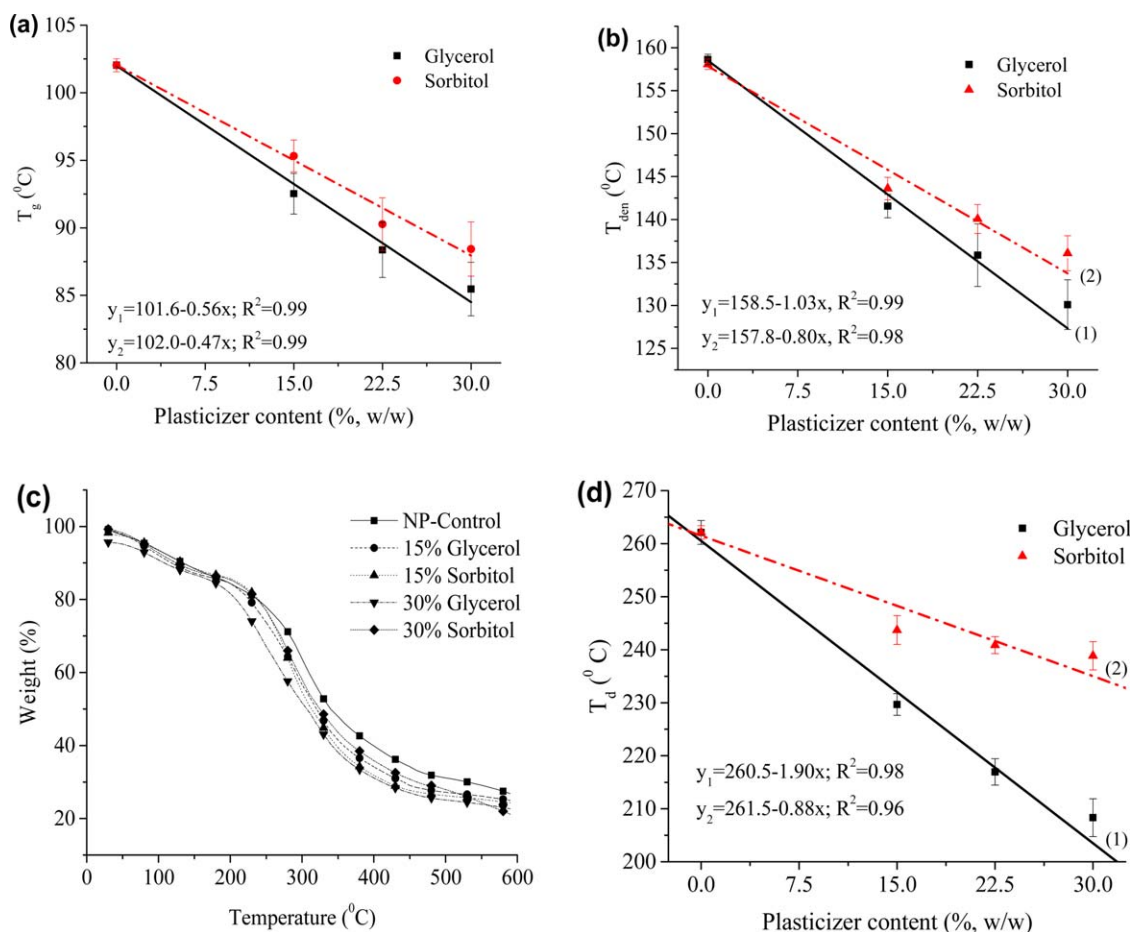 (a)
105
100
95
90
85
80
T_g (⁰C)
Glycerol
Sorbitol
y₁=101.6-0.56x; R²=0.99
y₂=102.0-0.47x; R²=0.99
0.0 7.5 15.0 22.5 30.0
Plasticizer content (%, w/w)
(b)
160
155
150
145
140
135
130
125
T_den (⁰C)
Glycerol
Sorbitol
(2)
(1)
y₁=158.5-1.03x, R²=0.99
y₂=157.8-0.80x, R²=0.98
0.0 7.5 15.0 22.5 30.0
Plasticizer content (%, w/w)
(c)
100
80
60
40
20
Weight (%)
NP-Control
15% Glycerol
15% Sorbitol
30% Glycerol
30% Sorbitol
0 100 200 300 400 500 600
Temperature (⁰C)
(d)
270
260
250
240
230
220
210
200
T_d (⁰ C)
Glycerol
Sorbitol
(2)
y₁=260.5-1.90x; R²=0.98
y₂=261.5-0.88x; R²=0.96
(1)
0.0 7.5 15.0 22.5 30.0
Plasticizer content (%, w/w)